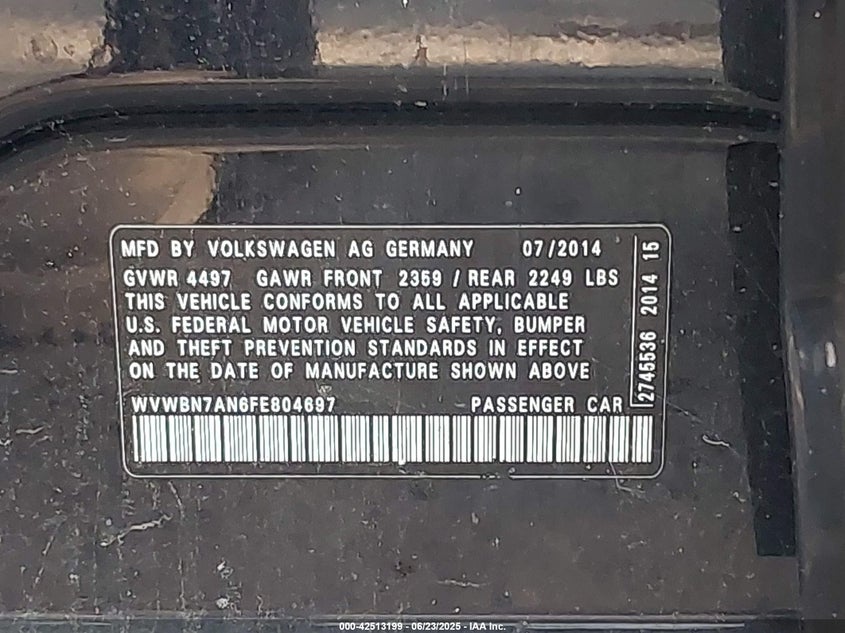 MFD BY VOLKSWAGEN AG GERMANY 07/2014
GVWR 4497 GAWR FRONT 2359 / REAR 2249 LBS
THIS VEHICLE CONFORMS TO ALL APPLICABLE
U.S. FEDERAL MOTOR VEHICLE SAFETY, BUMPER
AND THEFT PREVENTION STANDARDS IN EFFECT
ON THE DATE OF MANUFACTURE SHOWN ABOVE
WVWBN7AN6FE804697 PASSENGER CAR
2745536 2014 15
000-42513199 - 06/23/2025 - IAA Inc.